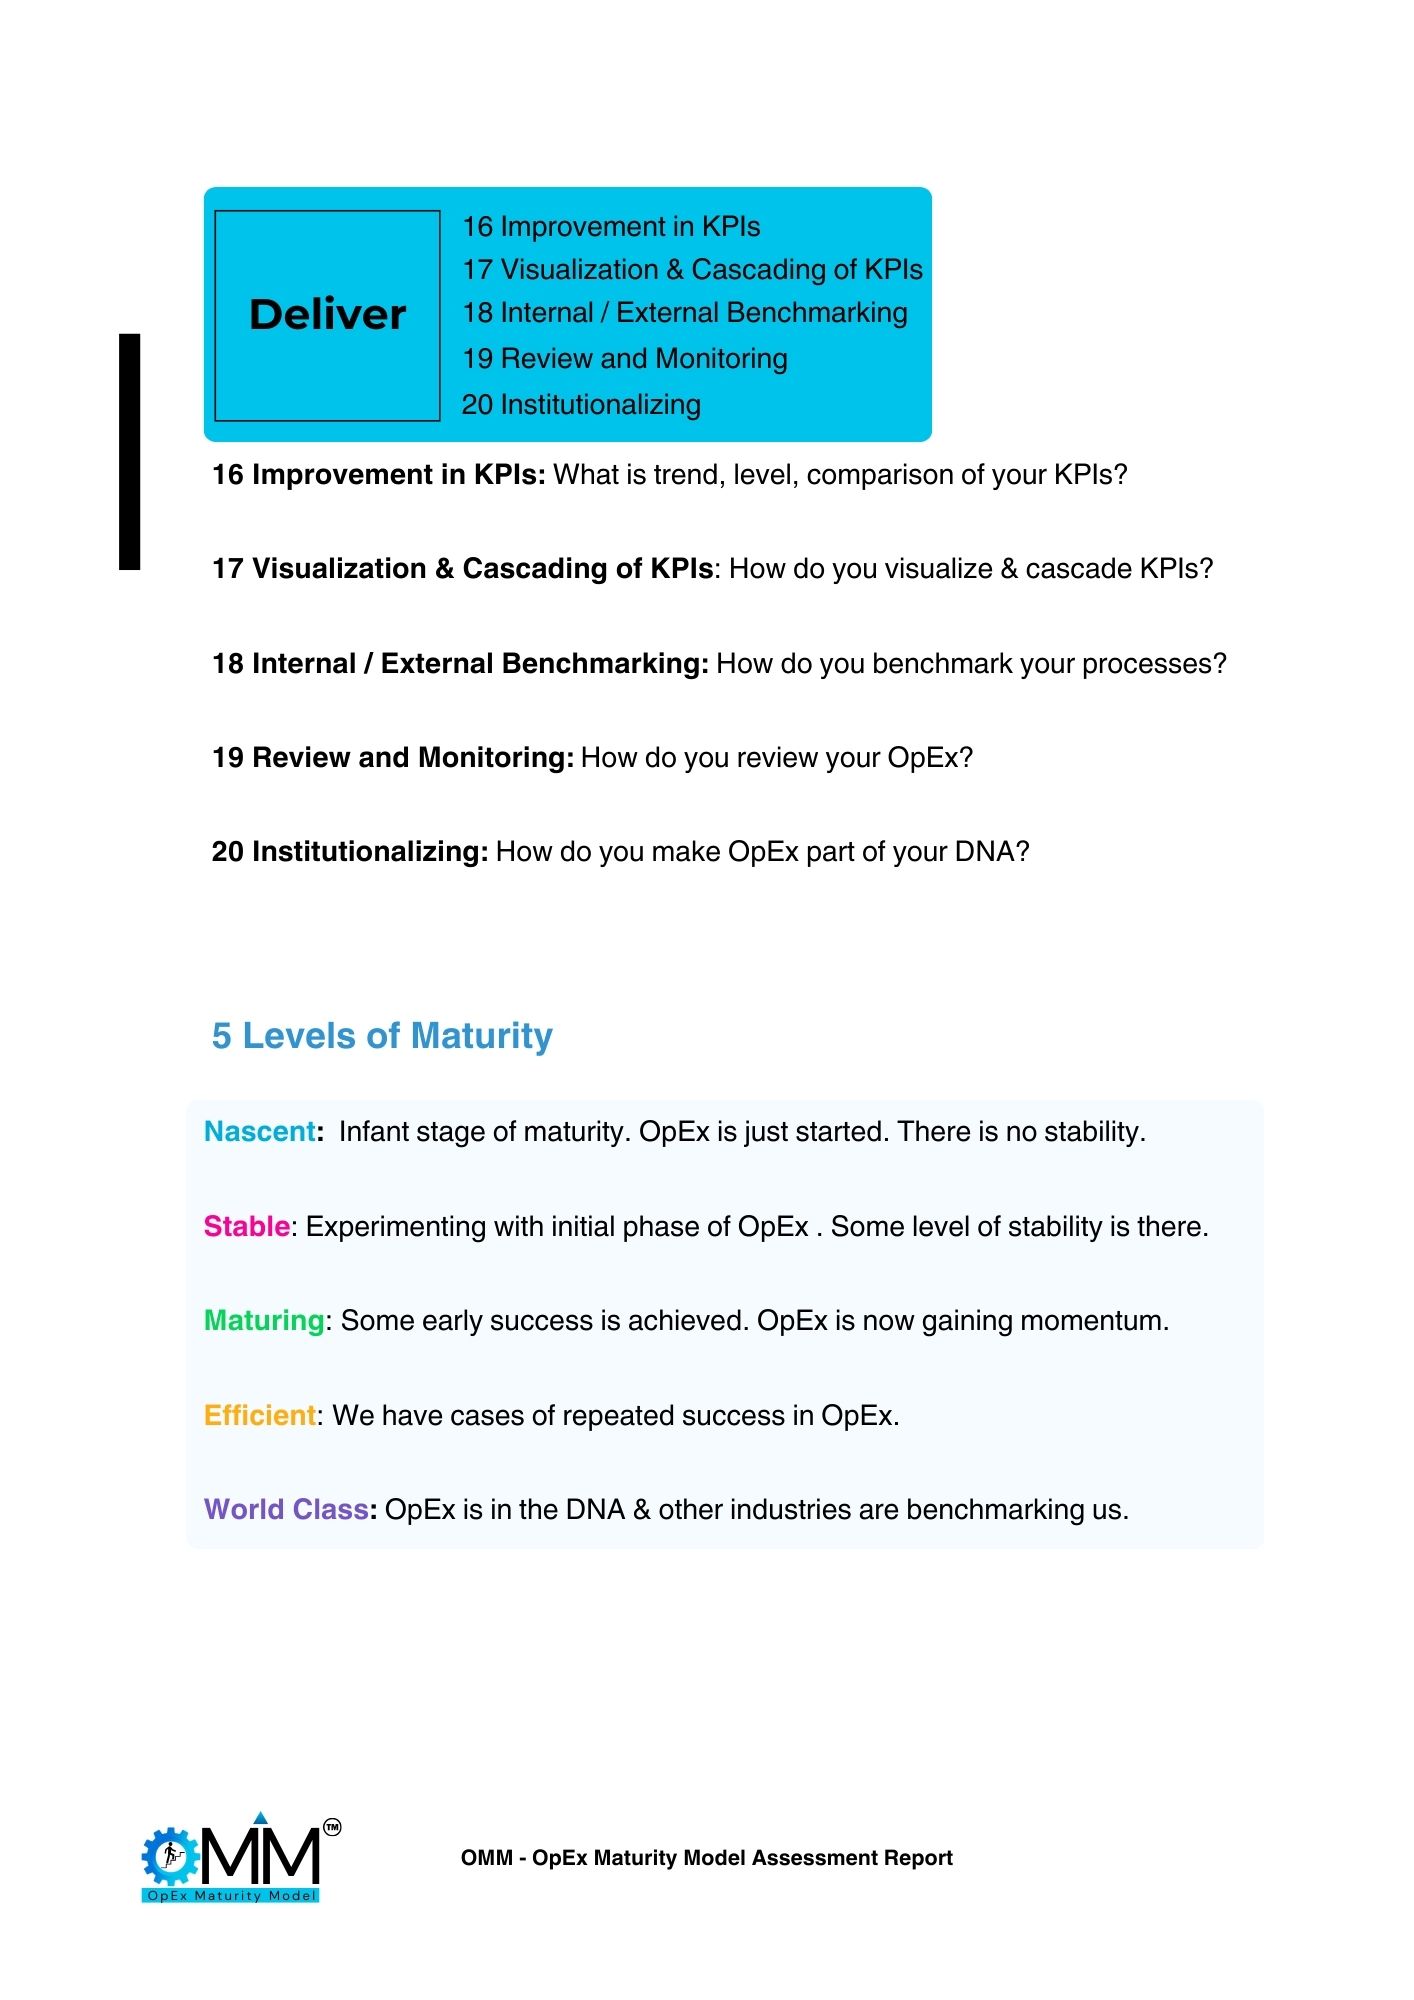 Deliver
16 Improvement in KPIs
17 Visualization & Cascading of KPIs
18 Internal / External Benchmarking
19 Review and Monitoring
20 Institutionalizing
16 Improvement in KPIs: What is trend, level, comparison of your KPIs?
17 Visualization & Cascading of KPIs: How do you visualize & cascade KPIs?
18 Internal / External Benchmarking: How do you benchmark your processes?
19 Review and Monitoring: How do you review your OpEx?
20 Institutionalizing: How do you make OpEx part of your DNA?
5 Levels of Maturity
Nascent:  Infant stage of maturity. OpEx is just started. There is no stability.
Stable: Experimenting with initial phase of OpEx . Some level of stability is there.
Maturing: Some early success is achieved. OpEx is now gaining momentum.
Efficient: We have cases of repeated success in OpEx.
World Class: OpEx is in the DNA & other industries are benchmarking us.
OMM TM
OpEx Maturity Model
OMM - OpEx Maturity Model Assessment Report